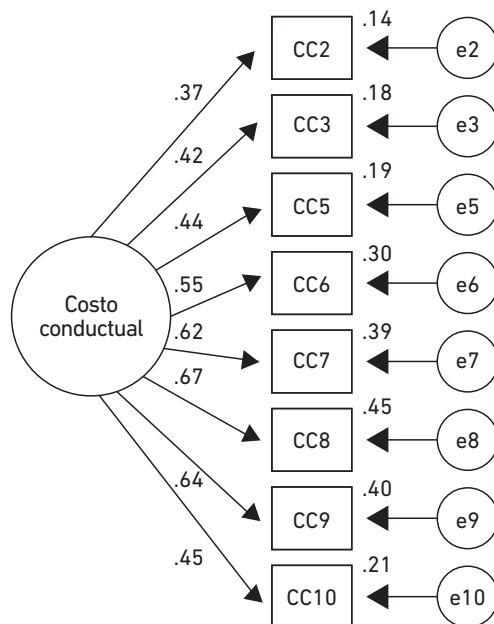 .14
CC2
e2
.37
.18
CC3
e3
.42
.19
CC5
e5
.44
.30
CC6
e6
.55
Costo
conductual
.62
.39
CC7
e7
.67
.45
CC8
e8
.64
.40
CC9
e9
.45
.21
CC10
e10